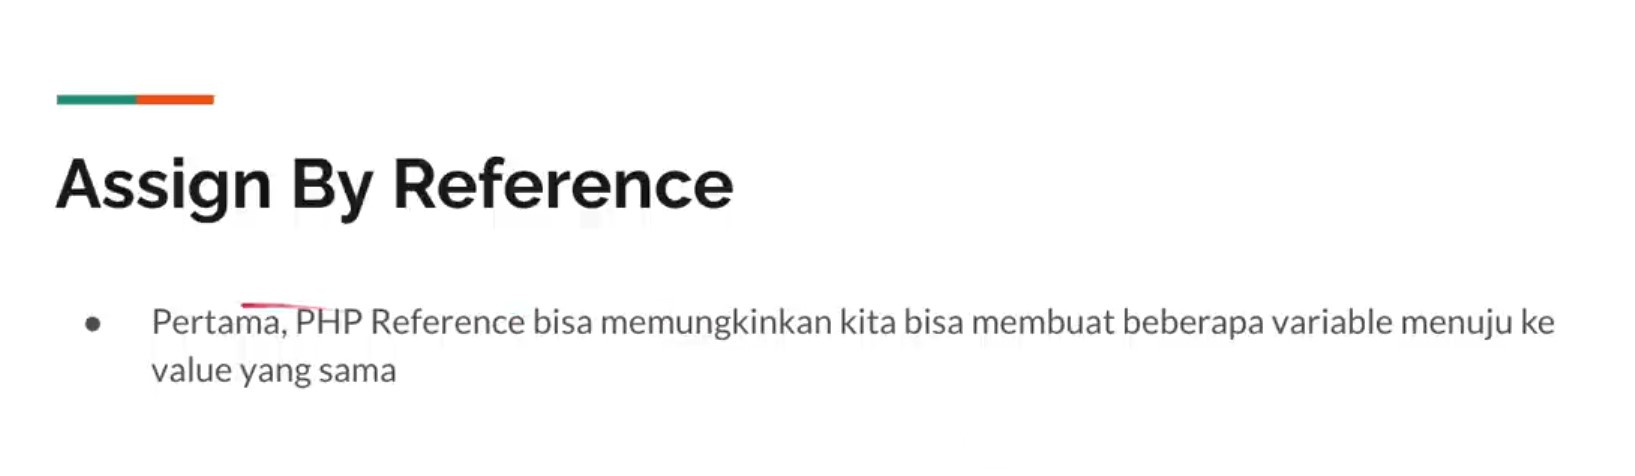 Assign By Reference
● Pertama, PHP Reference bisa memungkinkan kita bisa membuat beberapa variable menuju ke
value yang sama